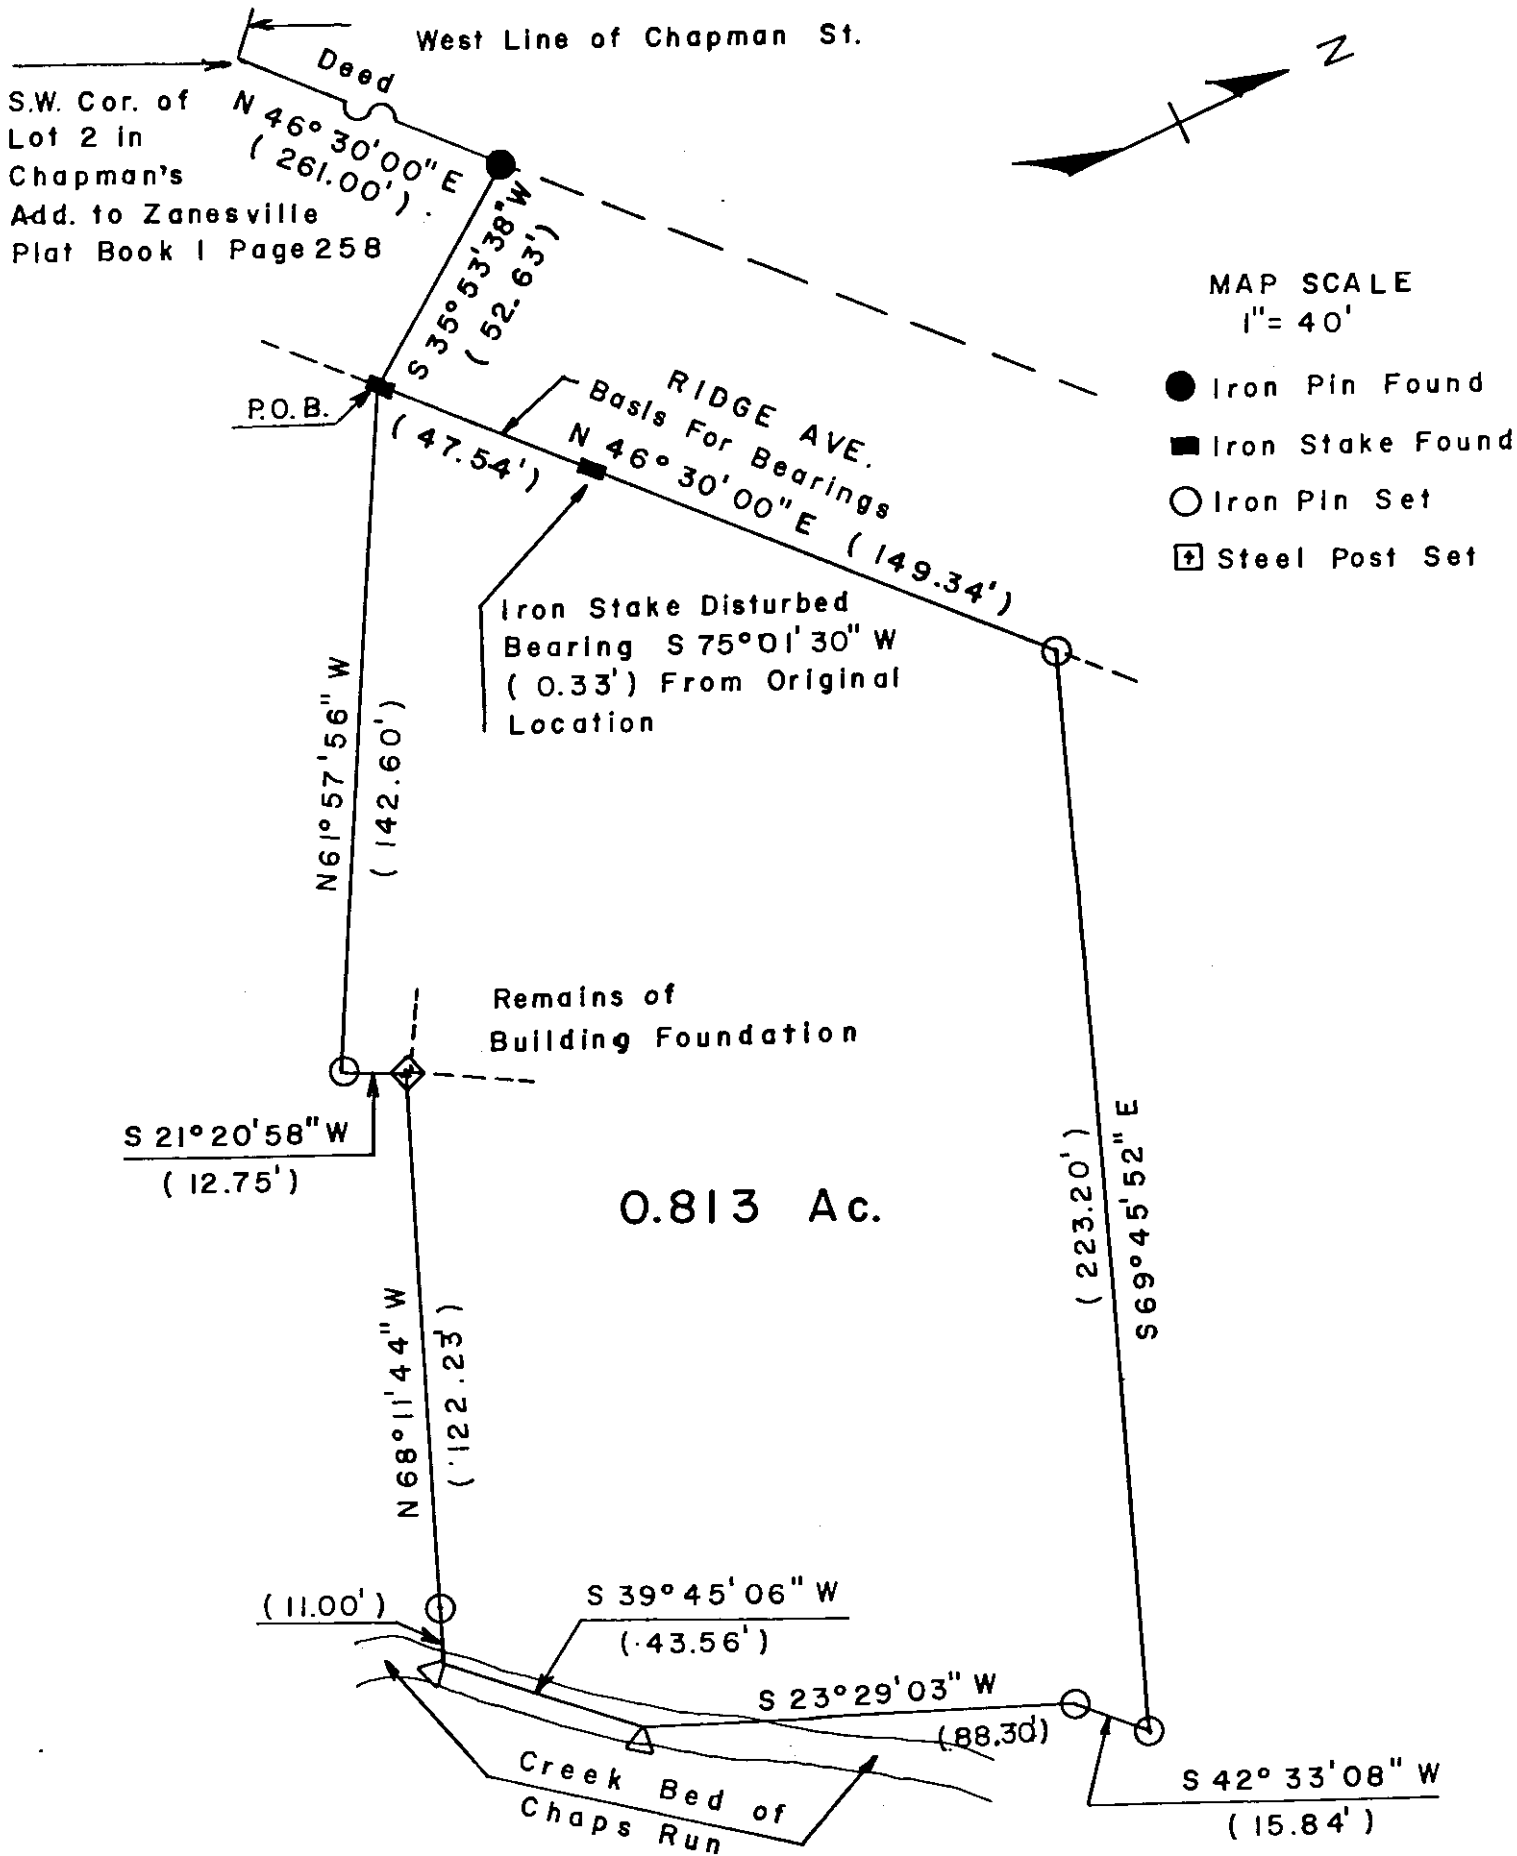 West Line of Chapman St.
Deed
S.W. Cor. of
Lot 2 in
Chapman's
Add. to Zanesville
Plat Book 1 Page 258
N 46° 30' 00" E
( 261.00' ).
N
S 35° 53' 38" W
( 52.63' )
MAP SCALE
1" = 40'
Iron Pin Found
Iron Stake Found
Iron Pin Set
Steel Post Set
P.O.B.
( 47.54' )
RIDGE AVE.
Basis For Bearings
N 46° 30' 00" E ( 149.34' )
Iron Stake Disturbed
Bearing S 75° 01' 30" W
( 0.33' ) From Original
Location
N 61° 57' 56" W
( 142.60' )
Remains of
Building Foundation
S 21° 20' 58" W
( 12.75' )
0.813 Ac.
( 223.20' )
S 69° 45' 52" E
N 68° 11' 44" W
( 122.23' )
( 11.00' )
S 39° 45' 06" W
( 43.56' )
S 23° 29' 03" W
( 88.30' )
Creek Bed of
Chaps Run
S 42° 33' 08" W
( 15.84' )